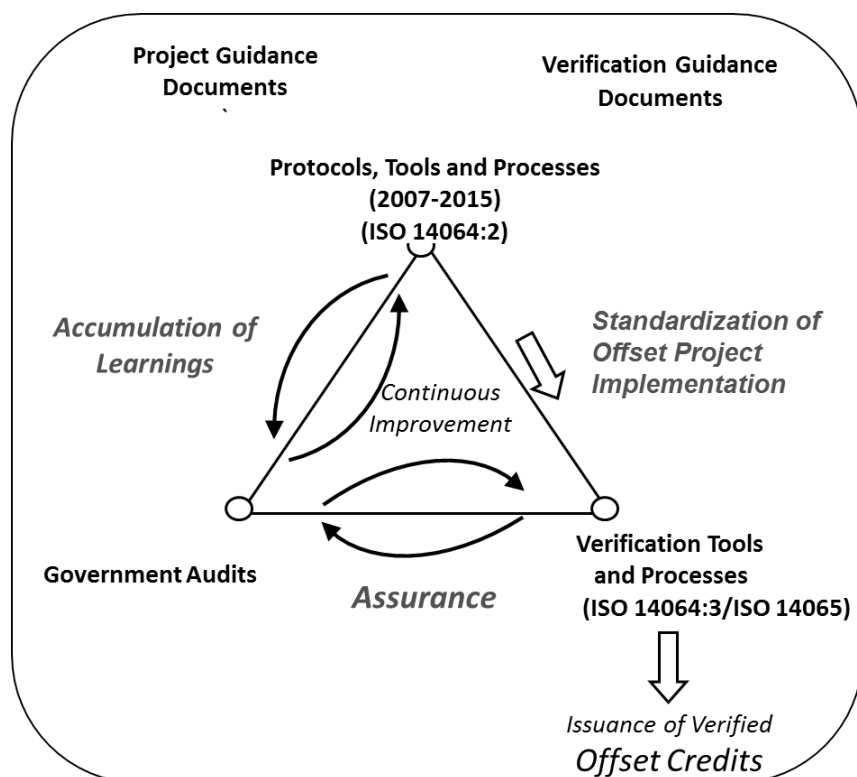 Project Guidance
Documents
`
Verification Guidance
Documents
Protocols, Tools and Processes
(2007-2015)
(ISO 14064:2)
Accumulation of
Learnings
Standardization of
Offset Project
Implementation
Continuous
Improvement
Government Audits
Assurance
Verification Tools
and Processes
(ISO 14064:3/ISO 14065)
Issuance of Verified
Offset Credits